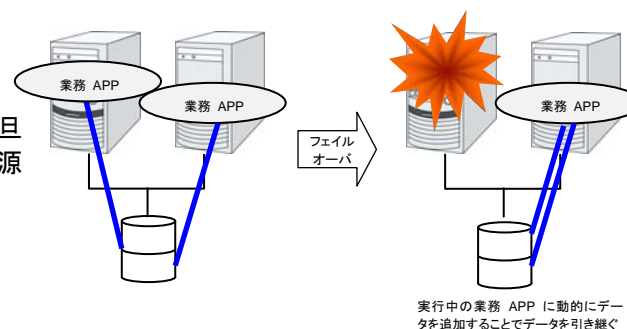 業務 APP
業務 APP
旦
源
フェイル
オーバ
業務 APP
実行中の業務 APP に動的にデー
タを追加することでデータを引き継ぐ